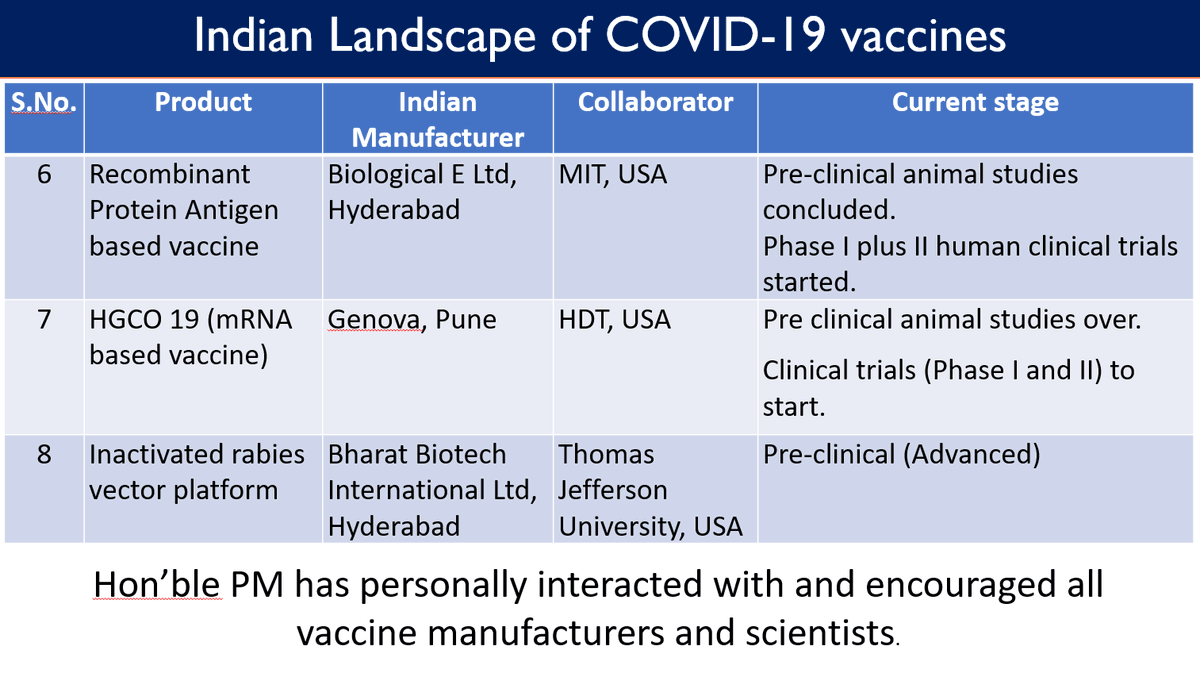 Indian Landscape of COVID-19 vaccines
S.No.
Product
Indian
Manufacturer
Collaborator
Current stage
6
Recombinant
Protein Antigen
based vaccine
Biological E Ltd,
Hyderabad
MIT, USA
Pre-clinical animal studies
concluded.
Phase I plus II human clinical trials
started.
7
HGCO 19 (mRNA
based vaccine)
Genova, Pune
HDT, USA
Pre clinical animal studies over.
Clinical trials (Phase I and II) to
start.
8
Inactivated rabies
vector platform
Bharat Biotech
International Ltd,
Hyderabad
Thomas
Jefferson
University, USA
Pre-clinical (Advanced)
Hon’ble PM has personally interacted with and encouraged all
vaccine manufacturers and scientists.